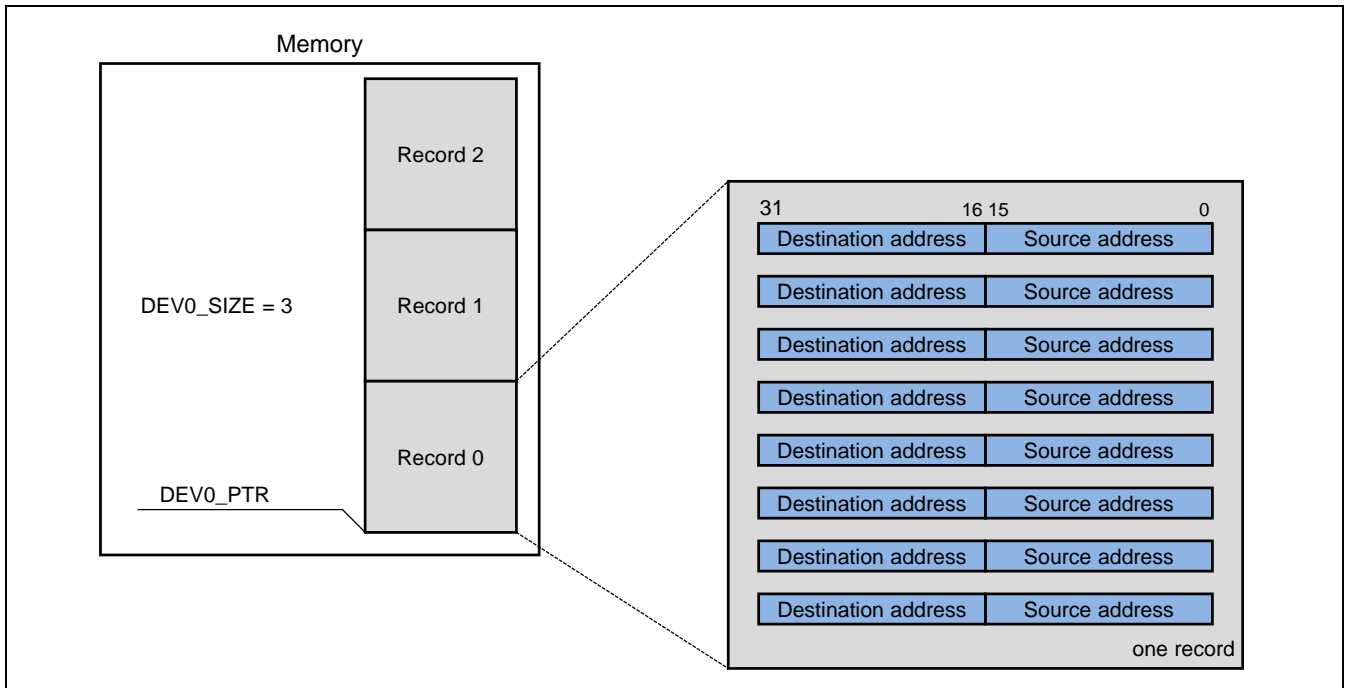 Memory
Record 2
DEV0_SIZE = 3
Record 1
Record 0
DEV0_PTR
31 16 15 0
Destination address Source address
Destination address Source address
Destination address Source address
Destination address Source address
Destination address Source address
Destination address Source address
Destination address Source address
Destination address Source address
one record